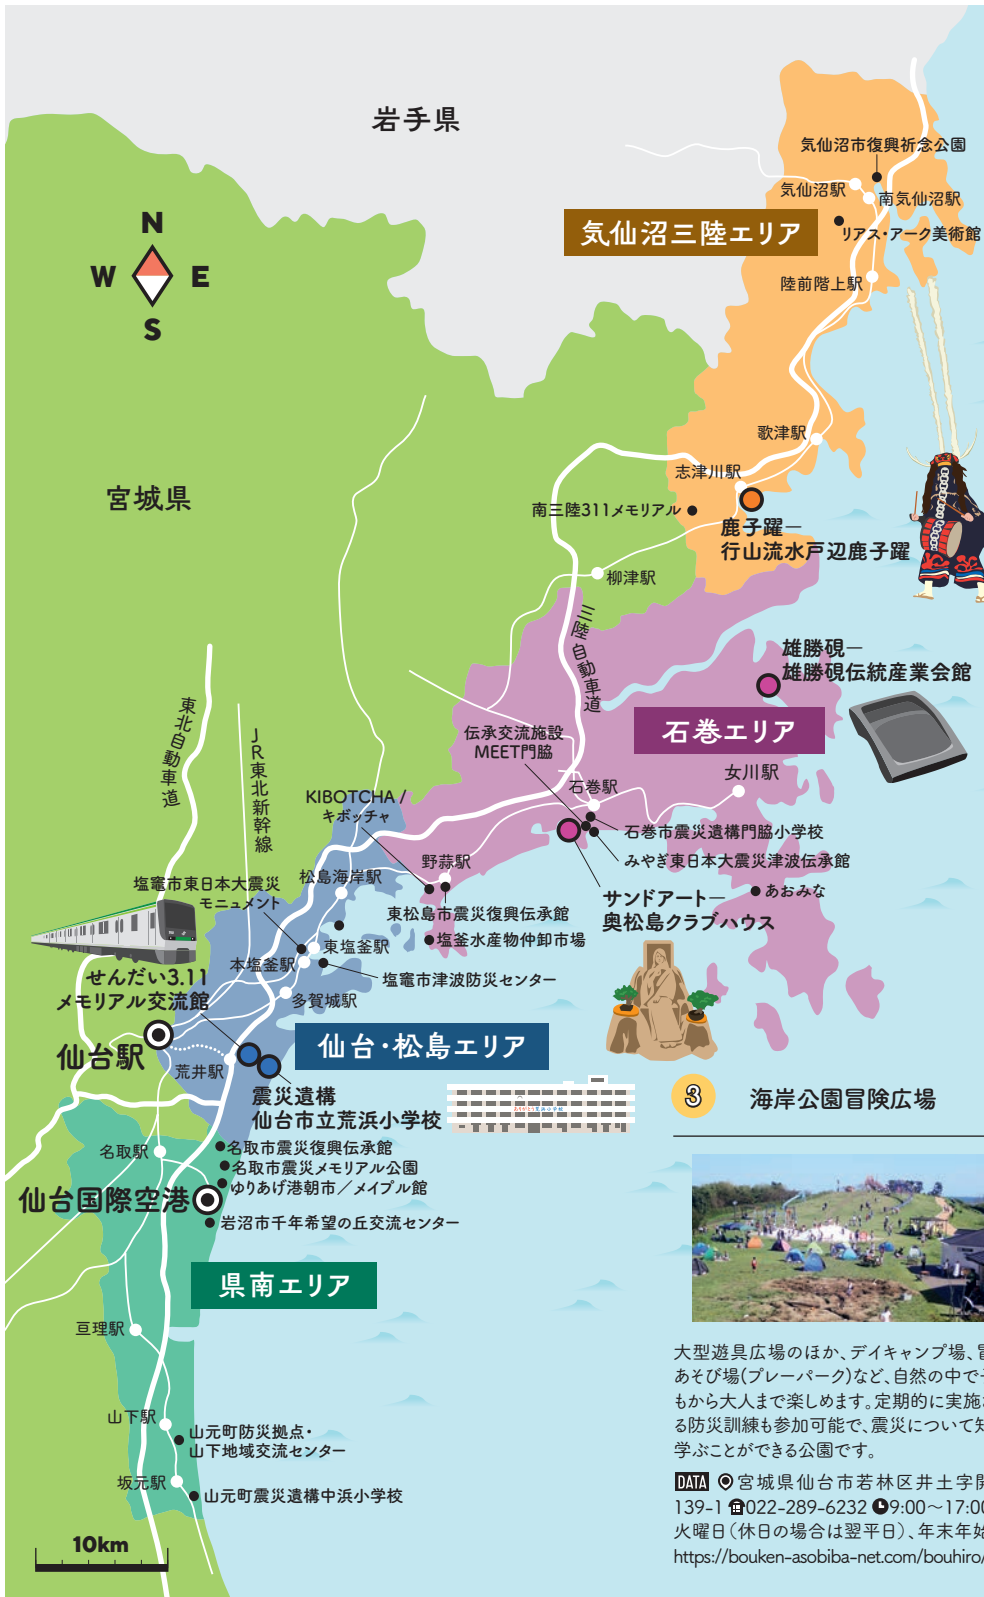 岩手県
気仙沼市復興祈念公園
気仙沼駅
南気仙沼駅
気仙沼三陸エリア
リアス・アーク美術館
陸前階上駅
N
W
E
S
歌津駅
志津川駅
宮城県
南三陸311メモリアル
鹿子躍ー
行山流水戸辺鹿子躍
柳津駅
三陸自動車道
雄勝硯ー
雄勝硯伝統産業会館
石巻エリア
伝承交流施設
MEET門脇
女川駅
石巻駅
東北自動車道
JR東北新幹線
KIBOTCHA /
キボッチャ
石巻市震災遺構門脇小学校
みやぎ東日本大震災津波伝承館
野蒜駅
あおみな
サンドアートー
奥松島クラブハウス
松島海岸駅
塩竈市東日本大震災
モニュメント
東松島市震災復興伝承館
塩釜水産物仲卸市場
東塩釜駅
本塩釜駅
塩竈市津波防災センター
せんだい3.11
メモリアル交流館
多賀城駅
仙台駅
仙台・松島エリア
荒井駅
震災遺構
仙台市立荒浜小学校
名取駅
名取市震災復興伝承館
名取市震災メモリアル公園
ゆりあげ港朝市／メイプル館
仙台国際空港
岩沼市千年希望の丘交流センター
県南エリア
亘理駅
山下駅
山元町防災拠点・
山下地域交流センター
坂元駅
山元町震災遺構中浜小学校
10km
3 海岸公園冒険広場
大型遊具広場のほか、デイキャンプ場、冒
あそび場(プレーパーク)など、自然の中で子
もから大人まで楽しめます。定期的に実施さ
る防災訓練も参加可能で、震災について知
学ぶことができる公園です。
DATA 宮城県仙台市若林区井土字開
139-1 022-289-6232 9:00〜17:00
火曜日(休日の場合は翌平日)、年末年始
https://bouken-asobiba-net.com/bouhiro/